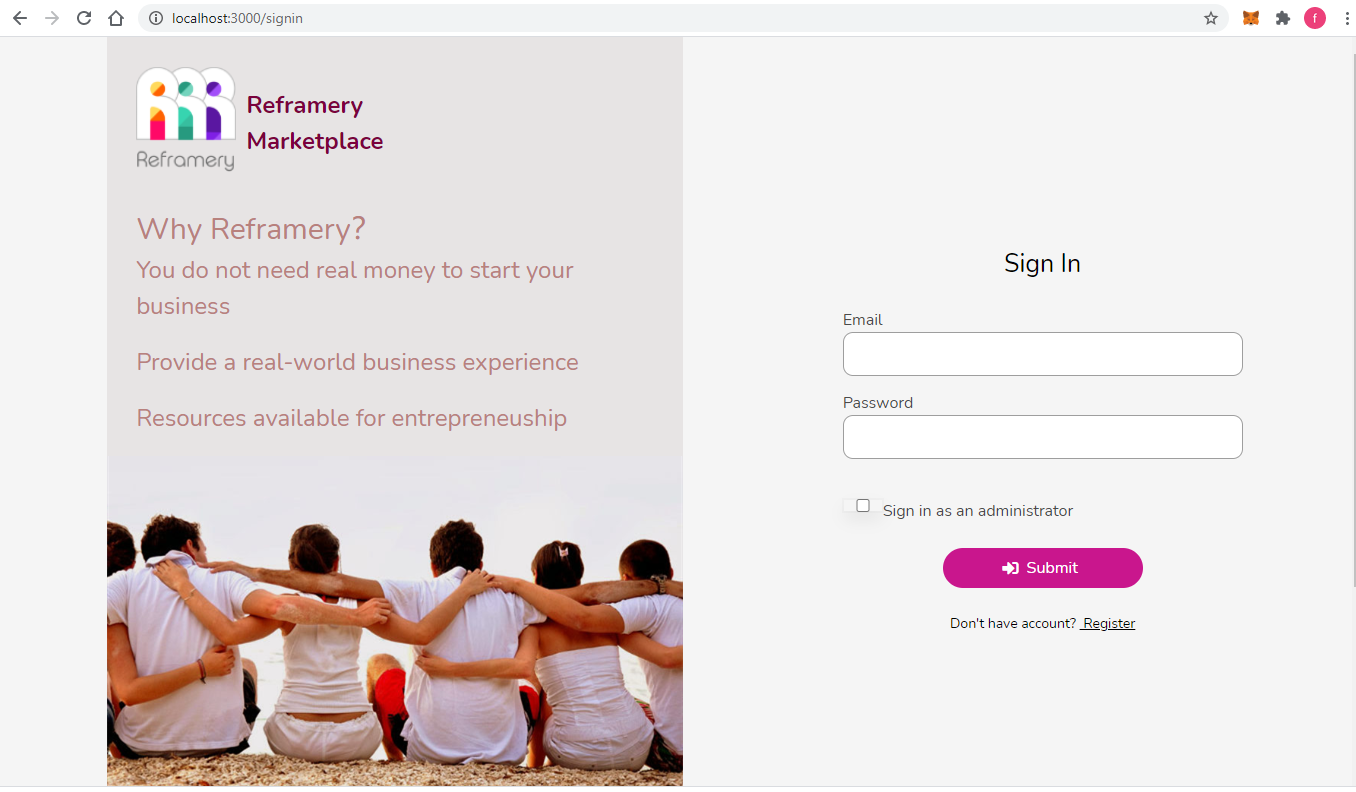 localhost:3000/signin
f
Reframery
Reframery
Marketplace
Why Reframery?
You do not need real money to start your
business
Provide a real-world business experience
Resources available for entrepreneuship
Sign In
Email
Password
Sign in as an administrator
Submit
Don't have account? Register